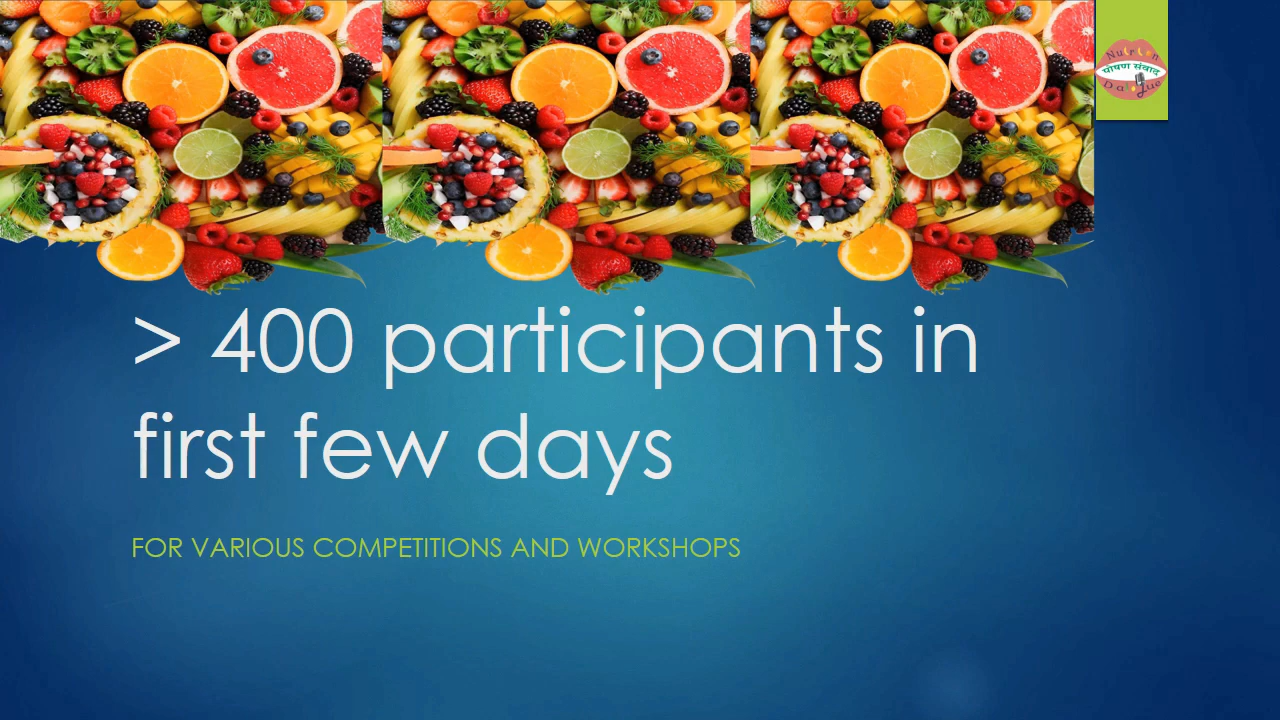 पोषण संवाद
> 400 participants in
first few days
FOR VARIOUS COMPETITIONS AND WORKSHOPS